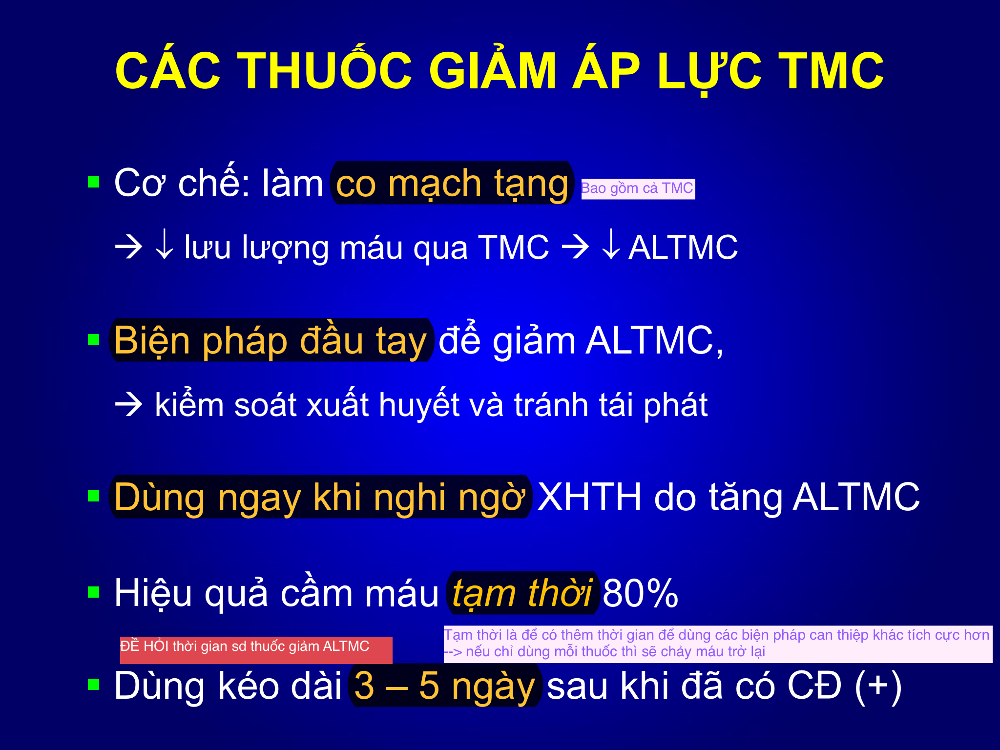 CÁC THUỐC GIẢM ÁP LỰC TMC
▪ Cơ chế: làm co mạch tạng
Bao gồm cả TMC
→ ↓ lưu lượng máu qua TMC → ↓ ALTMC
▪ Biện pháp đầu tay để giảm ALTMC,
→ kiểm soát xuất huyết và tránh tái phát
▪ Dùng ngay khi nghi ngờ XHTH do tăng ALTMC
▪ Hiệu quả cầm máu tạm thời 80%
Tạm thời là để có thêm thời gian để dùng các biện pháp can thiệp khác tích cực hơn
--> nếu chỉ dùng mỗi thuốc thì sẽ chảy máu trở lại
ĐỀ HỎI thời gian sd thuốc giảm ALTMC
▪ Dùng kéo dài 3 – 5 ngày sau khi đã có CĐ (+)